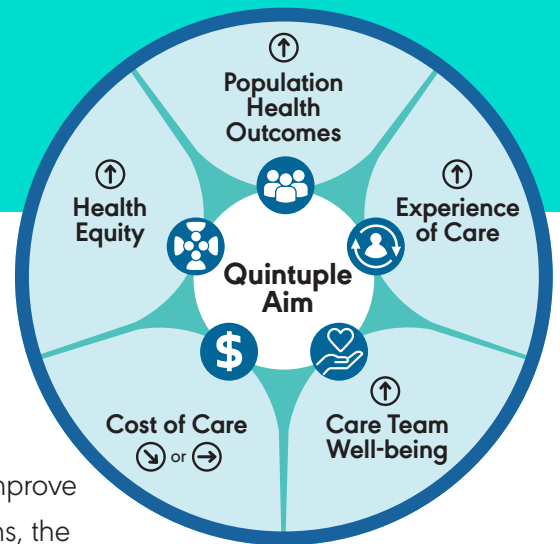 Population
Health
Outcomes
Health
Equity
Experience
of Care
Quintuple
Aim
$
Cost of Care
or
Care Team
Well-being
mprove
ns, the